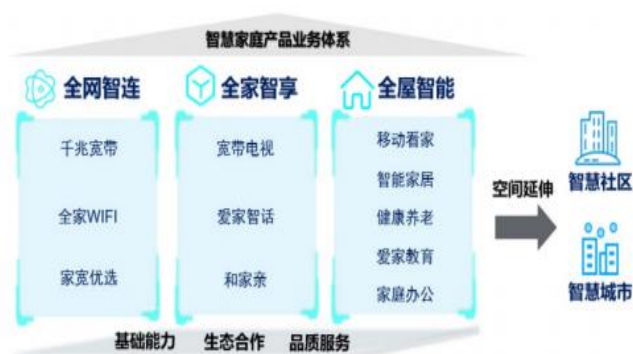 智慧家庭产品业务体系
全网智连
千兆宽带
全家WIFI
家宽优选
全家智享
宽带电视
爱家智话
和家亲
全屋智能
移动看家
智能家居
健康养老
爱家教育
家庭办公
空间延伸
智慧社区
智慧城市
基础能力 生态合作 品质服务